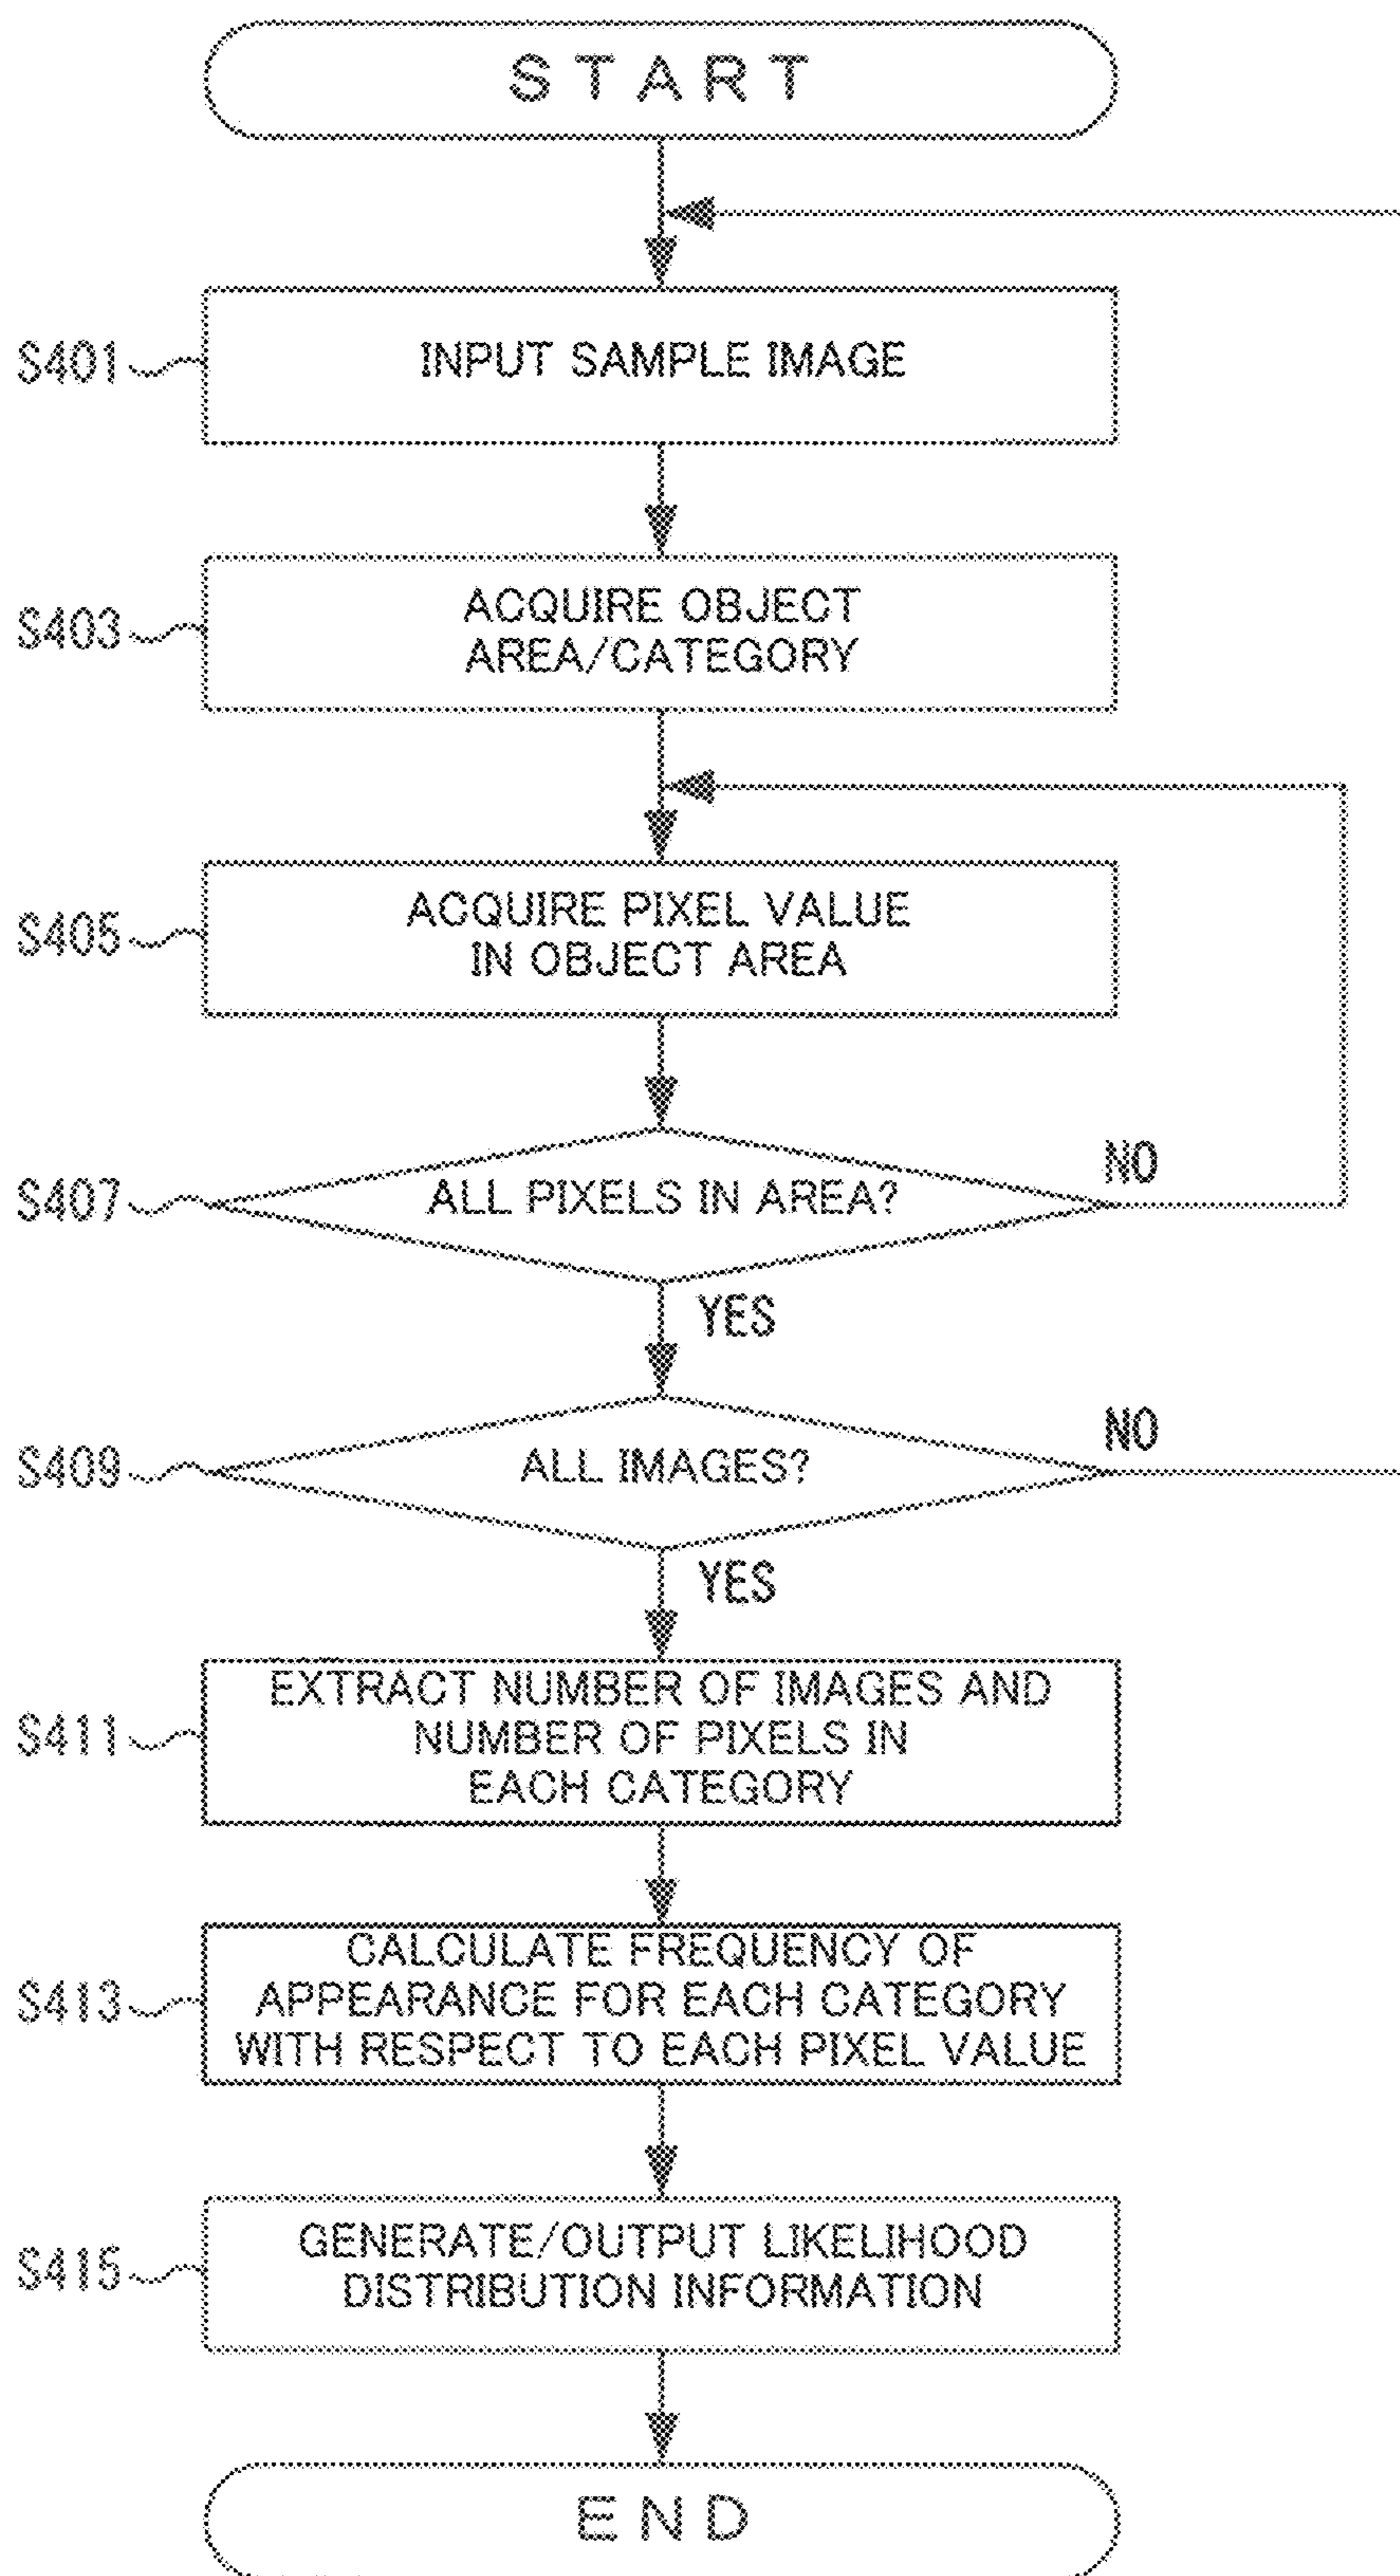 START
S401
INPUT SAMPLE IMAGE
S403
ACQUIRE OBJECT
AREA/CATEGORY
S405
ACQUIRE PIXEL VALUE
IN OBJECT AREA
S407
ALL PIXELS IN AREA?
NO
YES
S409
ALL IMAGES?
NO
YES
S411
EXTRACT NUMBER OF IMAGES AND
NUMBER OF PIXELS IN
EACH CATEGORY
S413
CALCULATE FREQUENCY OF
APPEARANCE FOR EACH CATEGORY
WITH RESPECT TO EACH PIXEL VALUE
S415
GENERATE/OUTPUT LIKELIHOOD
DISTRIBUTION INFORMATION
END